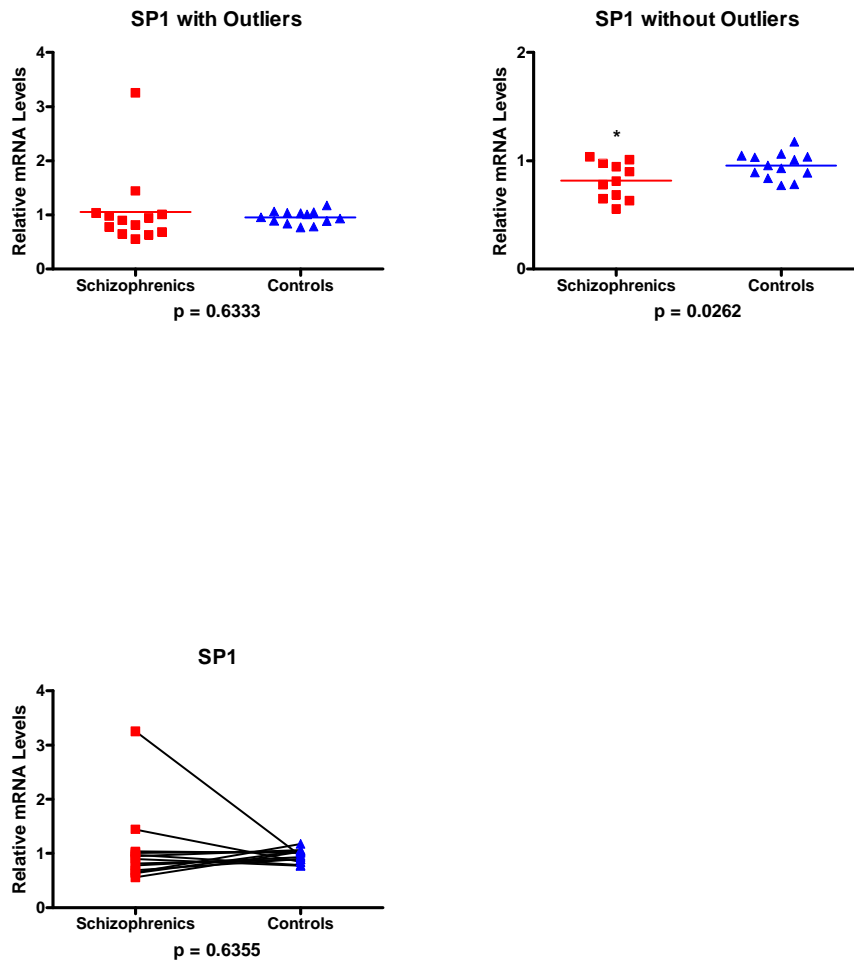 SP1 with Outliers
4
3
2
1
0
Relative mRNA Levels
Schizophrenics Controls
p = 0.6333
SP1 without Outliers
2
1
0
Relative mRNA Levels
*
Schizophrenics Controls
p = 0.0262
SP1
4
3
2
1
0
Relative mRNA Levels
Schizophrenics Controls
p = 0.6355